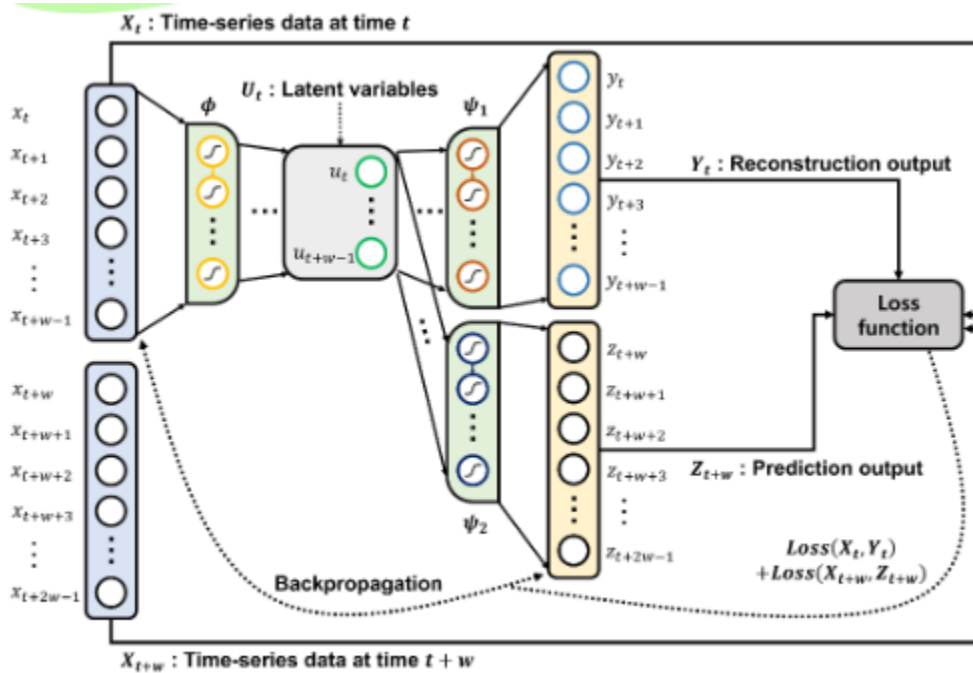 X_t : Time-series data at time t
x_t
x_{t+1}
x_{t+2}
x_{t+3}
x_{t+w−1}
ϕ
U_t : Latent variables
u_t
u_{t+w−1}
ψ_1
y_t
y_{t+1}
y_{t+2}
y_{t+3}
y_{t+w−1}
Y_t : Reconstruction output
Loss
function
x_{t+w}
x_{t+w+1}
x_{t+w+2}
x_{t+w+3}
x_{t+2w−1}
ψ_2
z_{t+w}
z_{t+w+1}
z_{t+w+2}
z_{t+w+3}
z_{t+2w−1}
Z_{t+w} : Prediction output
Backpropagation
Loss(X_t, Y_t)
+Loss(X_{t+w}, Z_{t+w})
X_{t+w} : Time-series data at time t + w